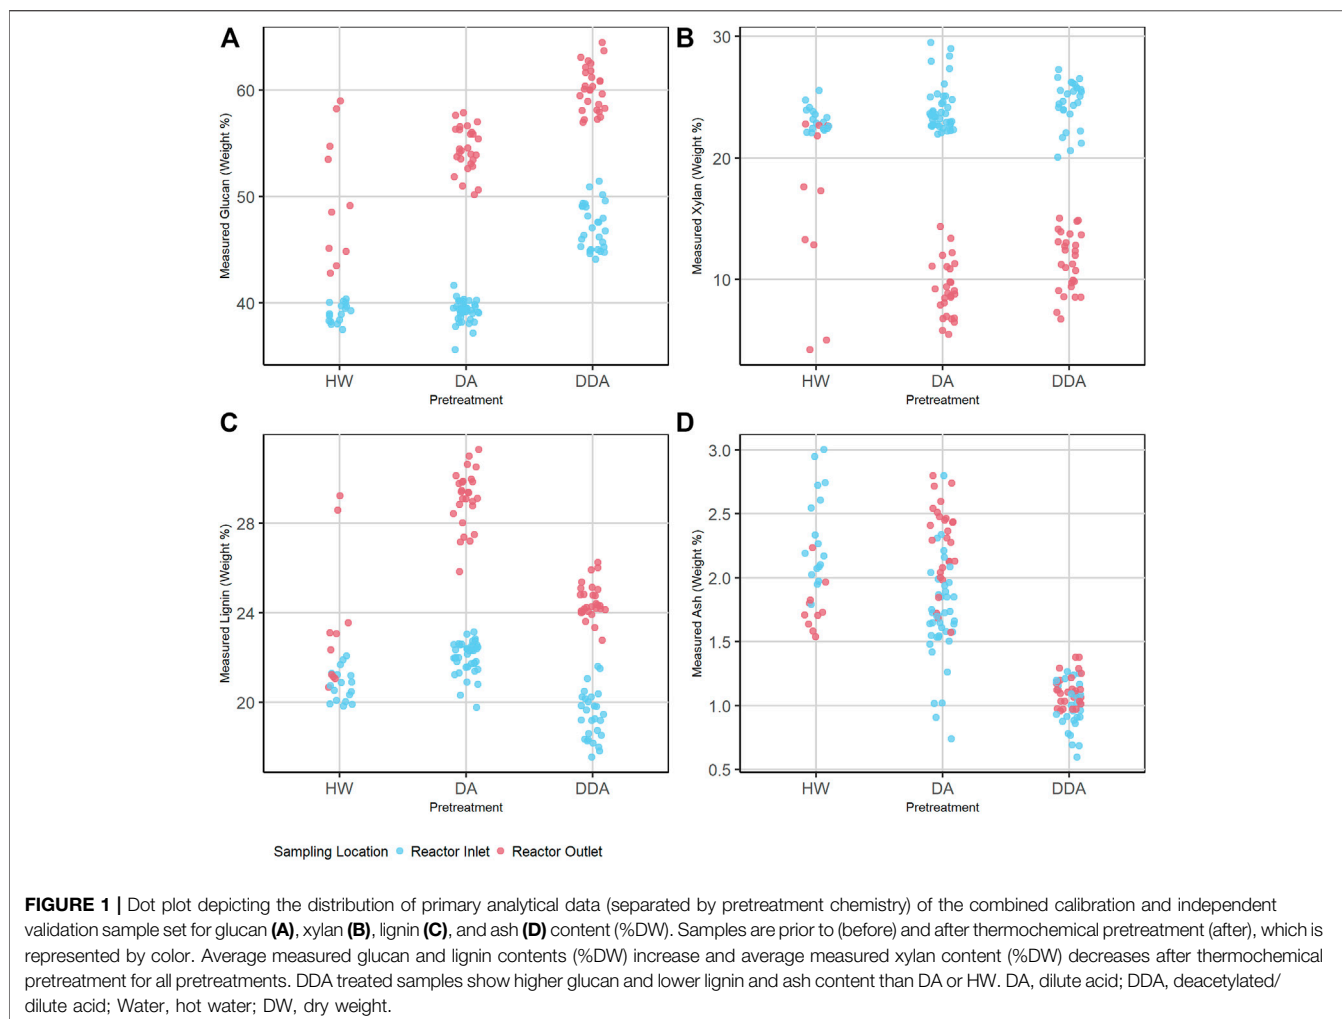 A
Measured Glucan (Weight %)
60
50
40
HW DA DDA
Pretreatment
B
Measured Xylan (Weight %)
30
20
10
HW DA DDA
Pretreatment
C
Measured Lignin (Weight %)
28
24
20
HW DA DDA
Pretreatment
D
Measured Ash (Weight %)
3.0
2.5
2.0
1.5
1.0
0.5
HW DA DDA
Pretreatment
Sampling Location Reactor Inlet Reactor Outlet
FIGURE 1 | Dot plot depicting the distribution of primary analytical data (separated by pretreatment chemistry) of the combined calibration and independent
validation sample set for glucan (A), xylan (B), lignin (C), and ash (D) content (%DW). Samples are prior to (before) and after thermochemical pretreatment (after), which is
represented by color. Average measured glucan and lignin contents (%DW) increase and average measured xylan content (%DW) decreases after thermochemical
pretreatment for all pretreatments. DDA treated samples show higher glucan and lower lignin and ash content than DA or HW. DA, dilute acid; DDA, deacetylated/
dilute acid; Water, hot water; DW, dry weight.